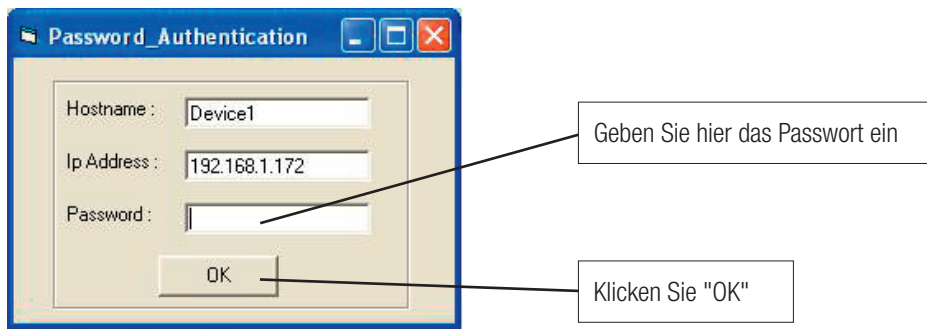 Password_Authentication
Hostname : Device1
Geben Sie hier das Passwort ein
Ip Address : 192.168.1.172
Password :
OK
Klicken Sie "OK"